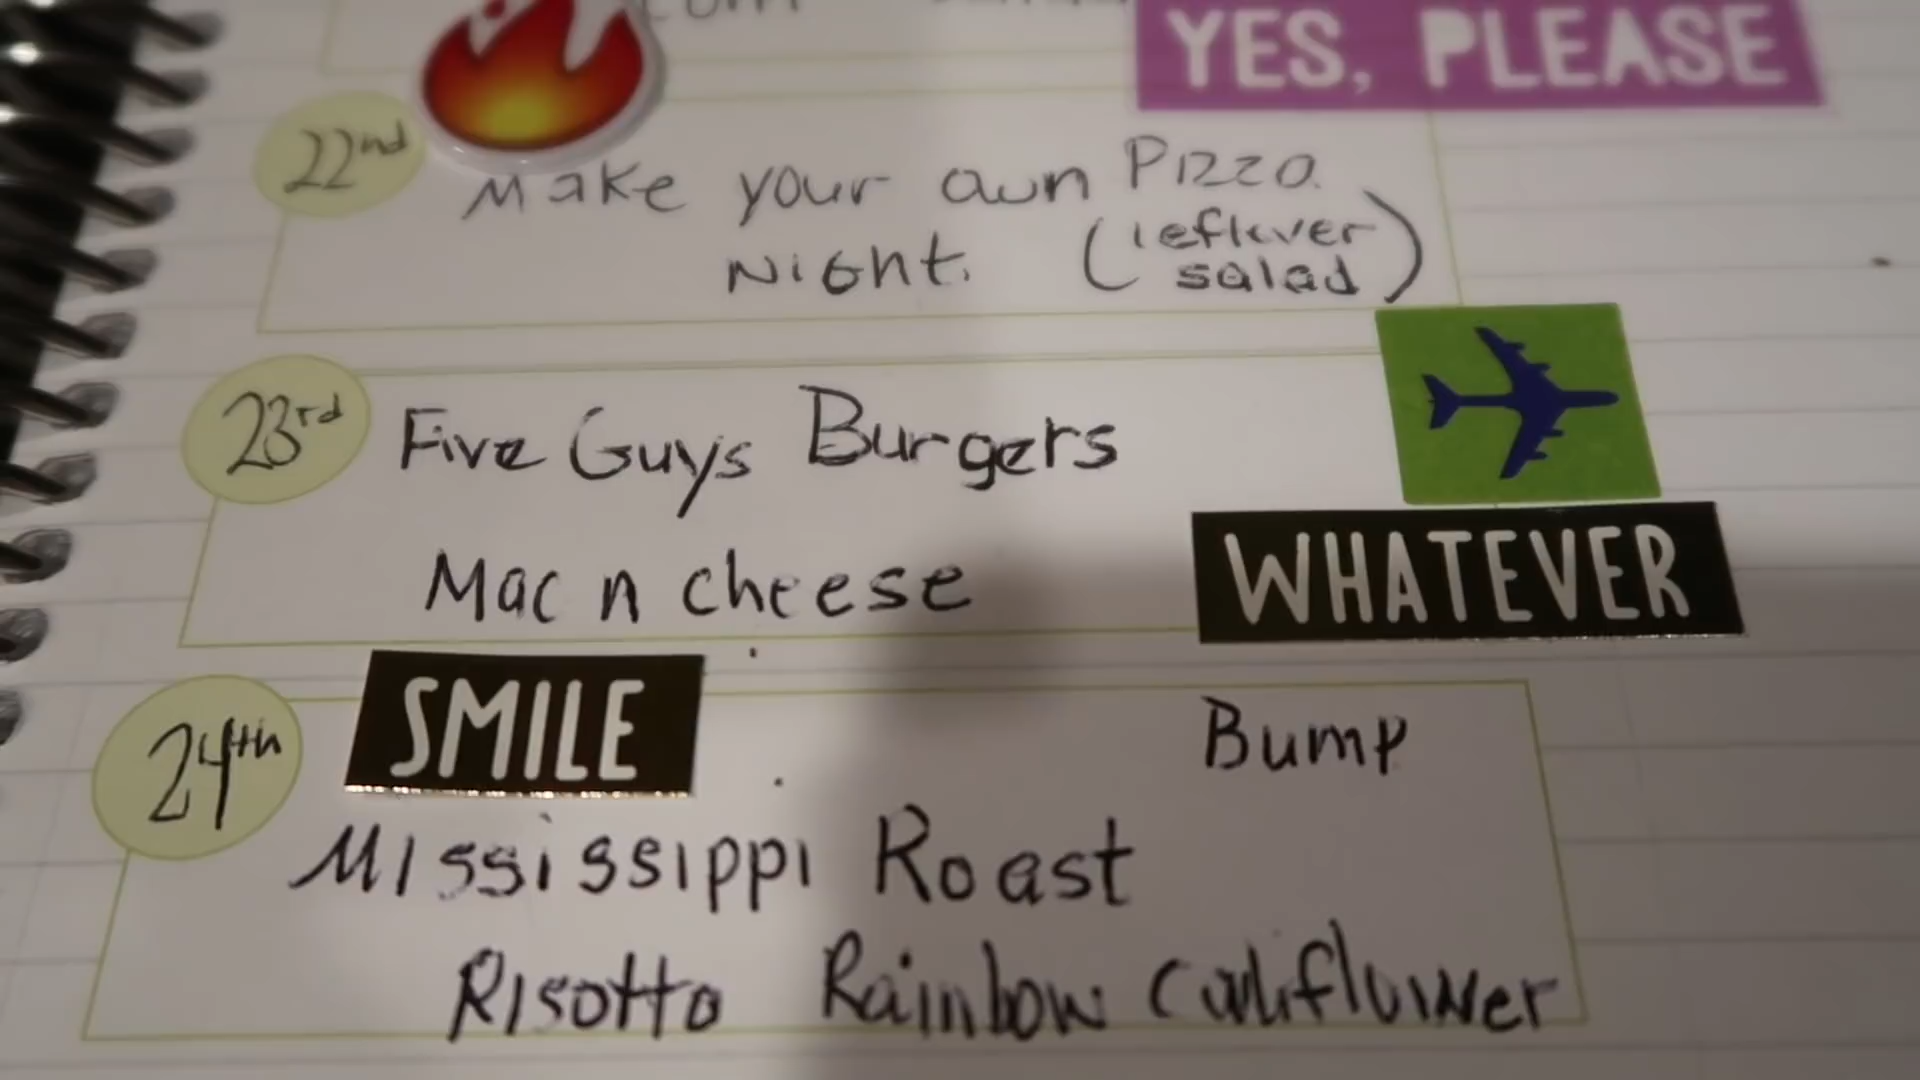 YES, PLEASE
22nd
Make your own Pizza
Night. (leftover
salad)
23rd Five Guys Burgers
Mac n cheese
WHATEVER
24th SMILE
Bump
Mississippi Roast
Risotto Rainbow Cauliflower